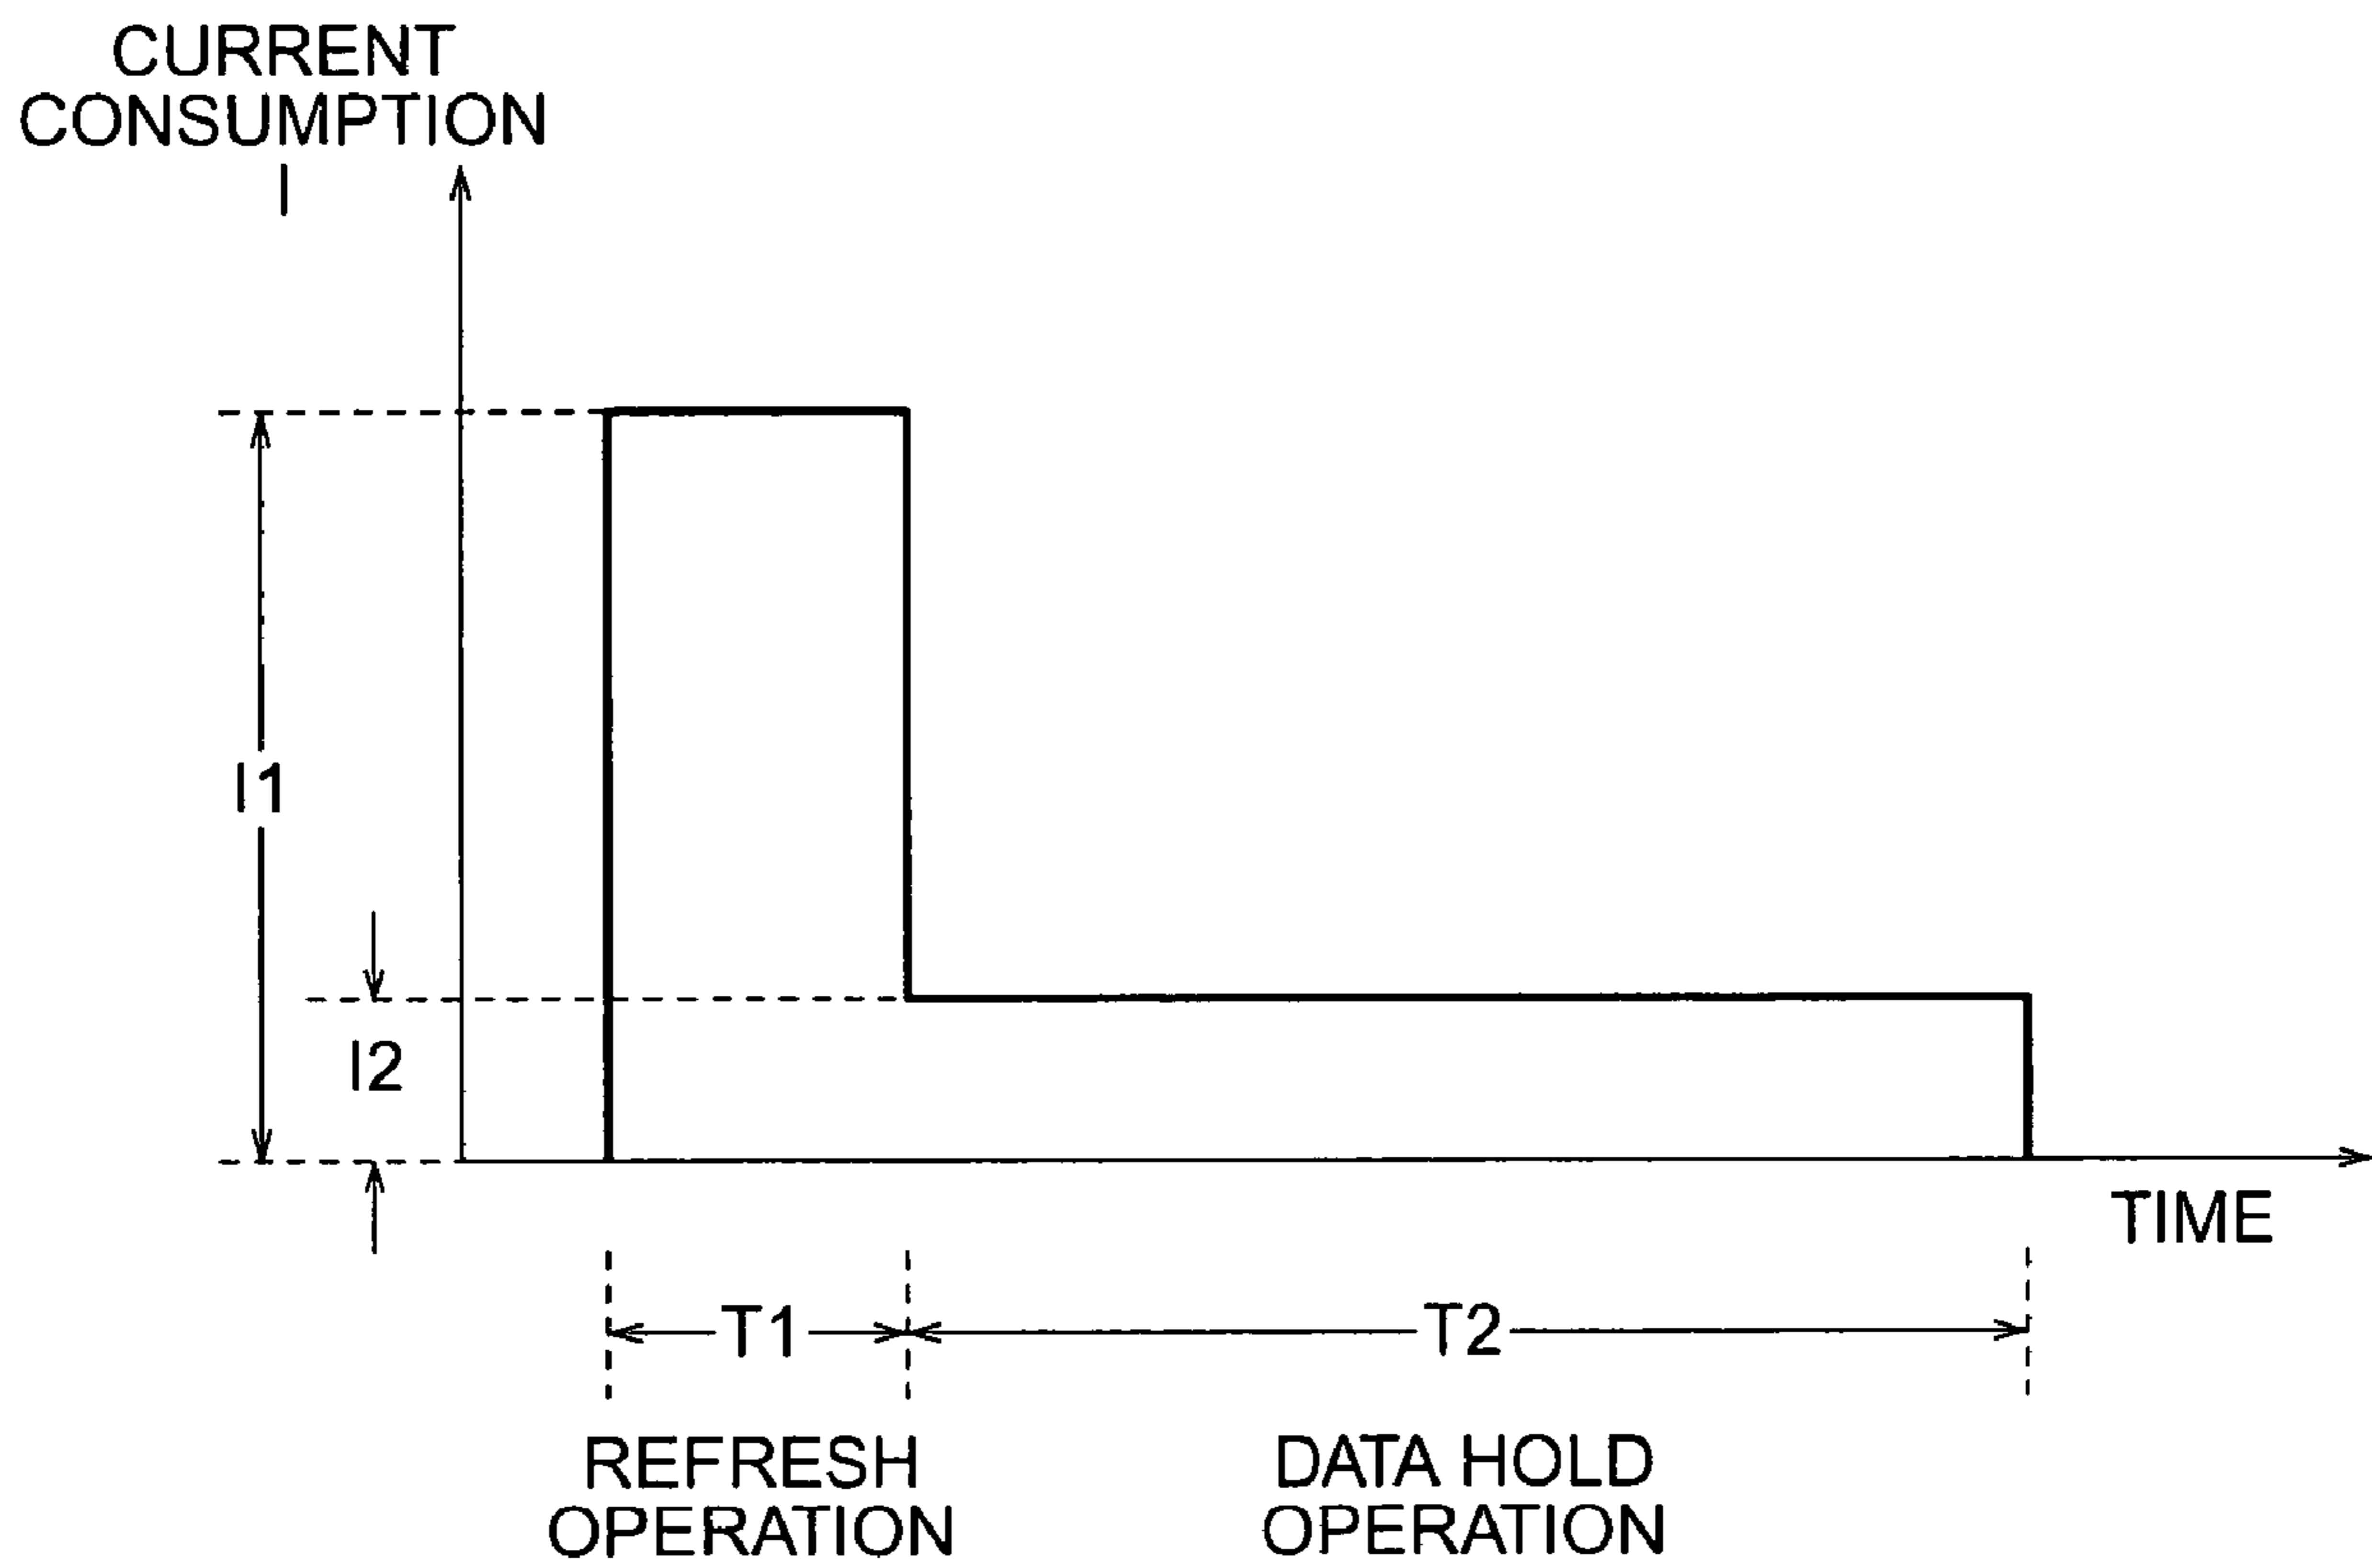 CURRENT
CONSUMPTION
I
I1
I2
TIME
T1
T2
REFRESH
OPERATION
DATA HOLD
OPERATION